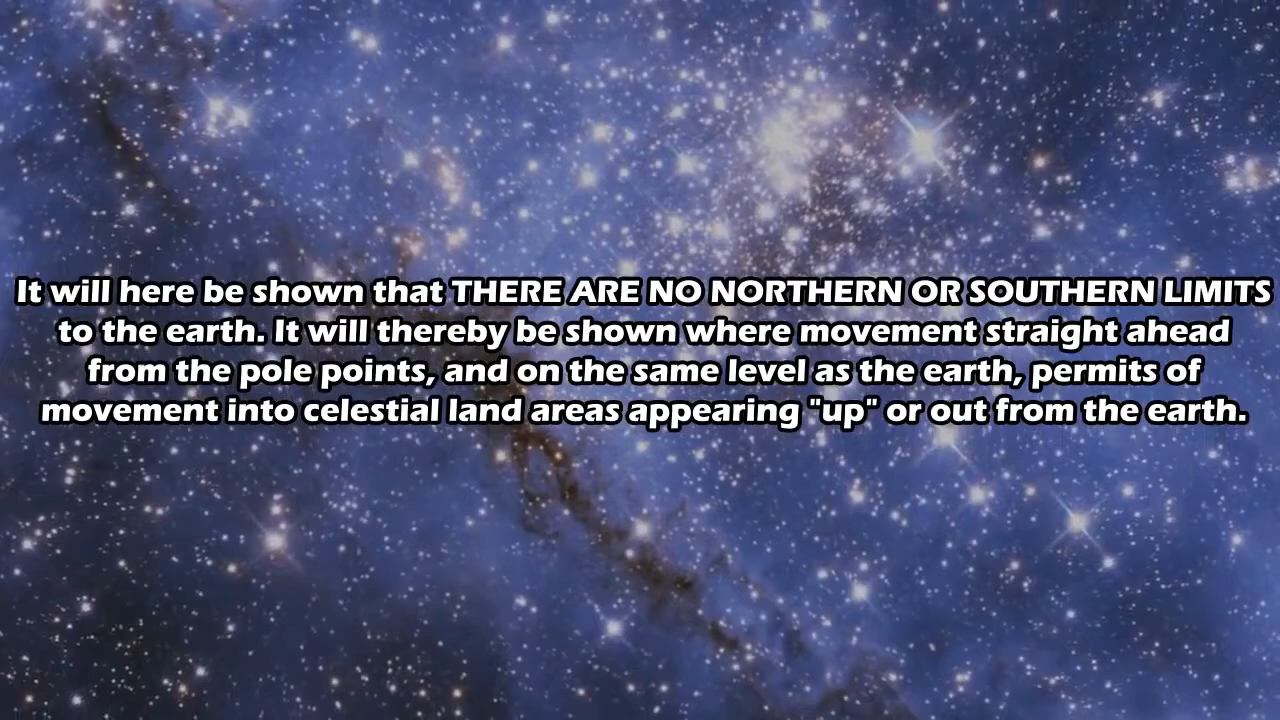 It will here be shown that THERE ARE NO NORTHERN OR SOUTHERN LIMITS
to the earth. It will thereby be shown where movement straight ahead
from the pole points, and on the same level as the earth, permits of
movement into celestial land areas appearing "up" or out from the earth.